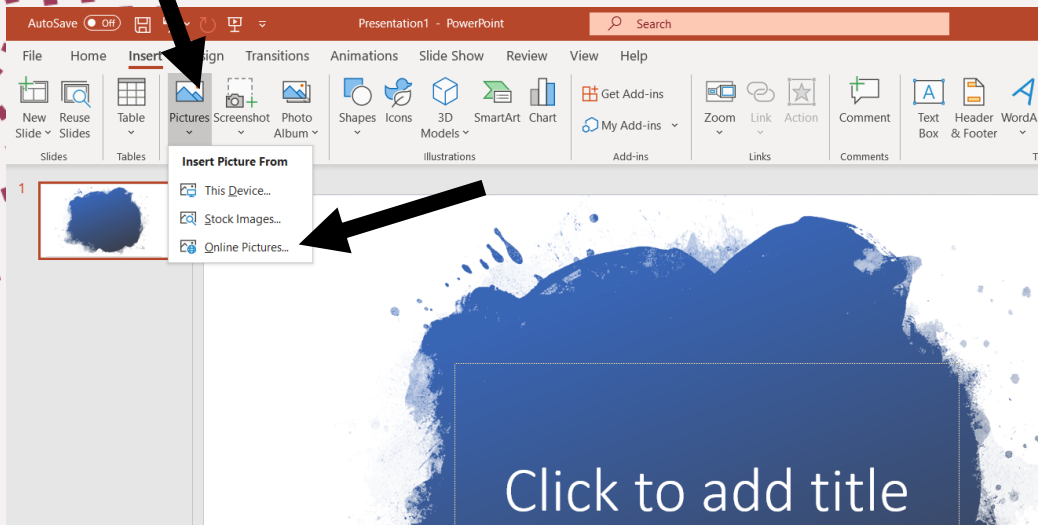 AutoSave Off Presentation1 - PowerPoint Search
File Home Insert Transitions Animations Slide Show Review View Help
New Slide Reuse Slides Table Pictures Screenshot Photo Album Shapes Icons 3D Models SmartArt Chart Get Add-ins My Add-ins Zoom Link Action Comment Text Box Header & Footer
Slides Tables Illustrations Add-ins Links Comments
Insert Picture From
This Device...
Stock Images...
Online Pictures...
1
Click to add title